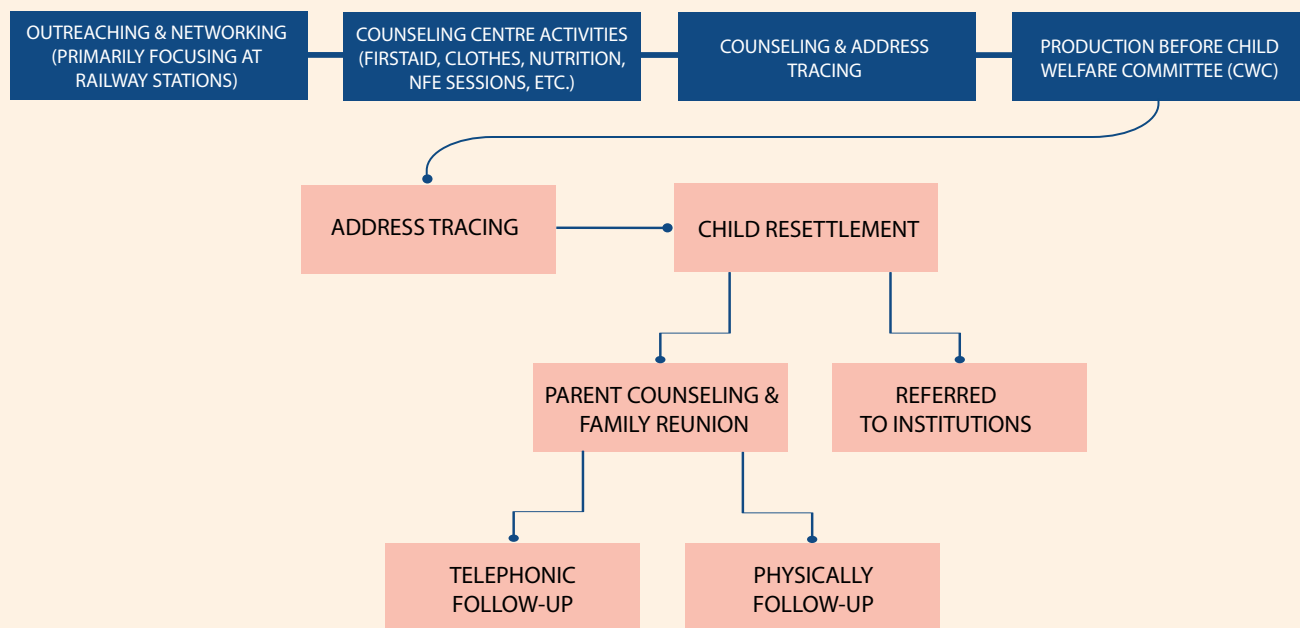 OUTREACHING & NETWORKING
(PRIMARILY FOCUSING AT
RAILWAY STATIONS)
COUNSELING CENTRE ACTIVITIES
(FIRSTAID, CLOTHES, NUTRITION,
NFE SESSIONS, ETC.)
COUNSELING & ADDRESS
TRACING
PRODUCTION BEFORE CHILD
WELFARE COMMITTEE (CWC)
ADDRESS TRACING
CHILD RESETTLEMENT
PARENT COUNSELING &
FAMILY REUNION
REFERRED
TO INSTITUTIONS
TELEPHONIC
FOLLOW-UP
PHYSICALLY
FOLLOW-UP